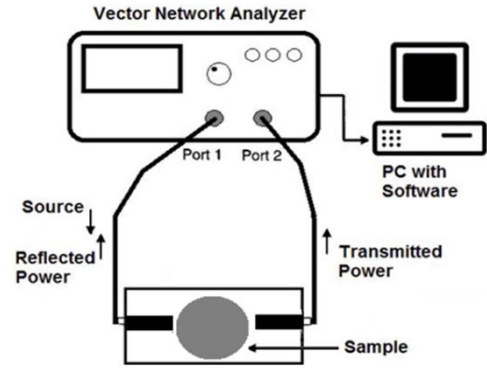 Vector Network Analyzer
Port 1
Port 2
PC with
Software
Source
Reflected
Power
Transmitted
Power
Sample